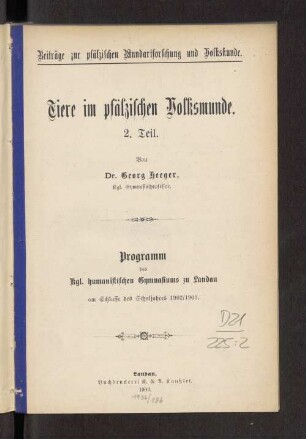 Beiträge zur pfälzischen Mundartforschung und Volkskunde.
Tiere im pfälzischen Volksmunde.
2. Teil.
Von
Dr. Georg Heeger,
Kgl. Gymnasialprofessor.
Programm
des
Kgl. humanistischen Gymnasiums zu Landau
am Schlusse des Schuljahres 1902/1903.
D21
225:2
Landau.
Buchdruckerei K. & A. Kaußler.
1903.